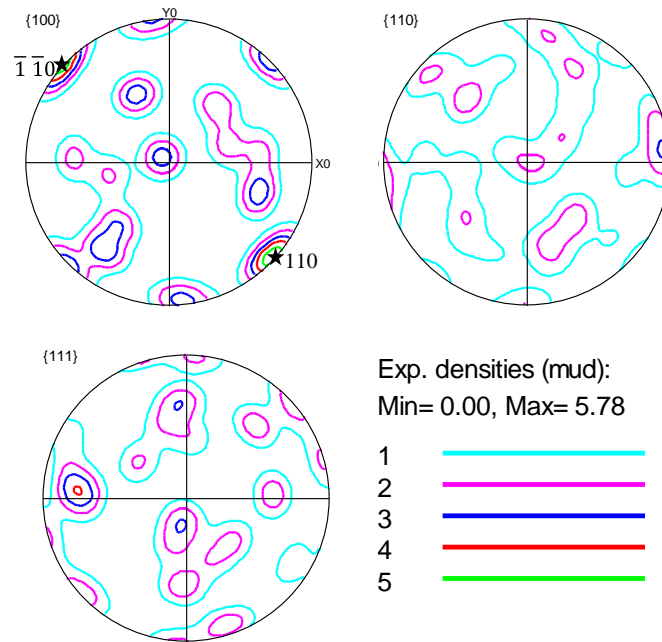 {100}
Y0
{110}
1̅ 1̅0
X0
110
{111}
Exp. densities (mud):
Min= 0.00, Max= 5.78
1
2
3
4
5